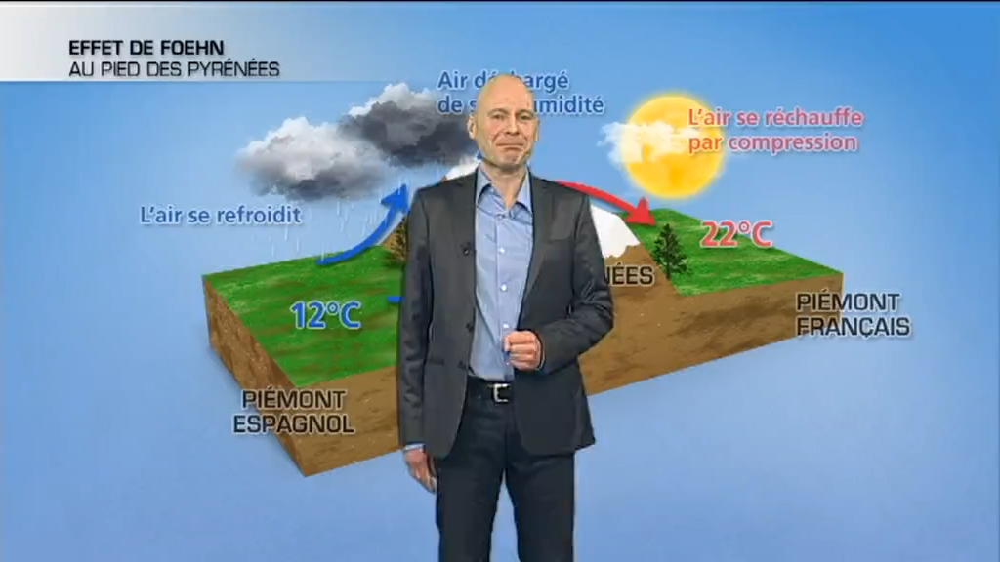 EFFET DE FOEHN
AU PIED DES PYRÉNÉES
Air
L'air se réchauffe
par compression
L'air se refroidit
22°C
12°C
PIÉMONT
FRANÇAIS
PIÉMONT
ESPAGNOL